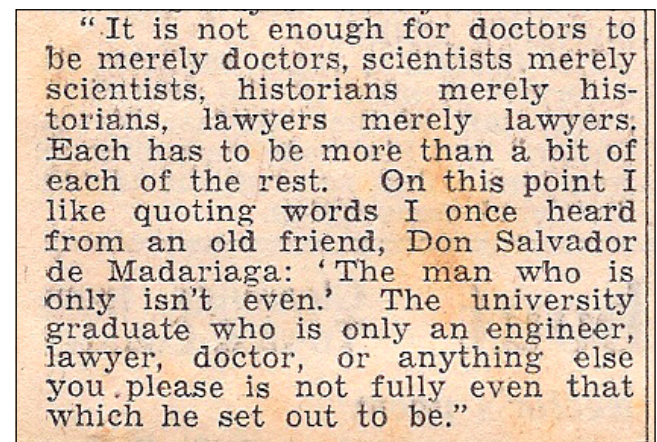 “It is not enough for doctors to
be merely doctors, scientists merely
scientists, historians merely his-
torians, lawyers merely lawyers.
Each has to be more than a bit of
each of the rest. On this point I
like quoting words I once heard
from an old friend, Don Salvador
de Madariaga: ‘The man who is
only isn't even.’ The university
graduate who is only an engineer,
lawyer, doctor, or anything else
you please is not fully even that
which he set out to be.”